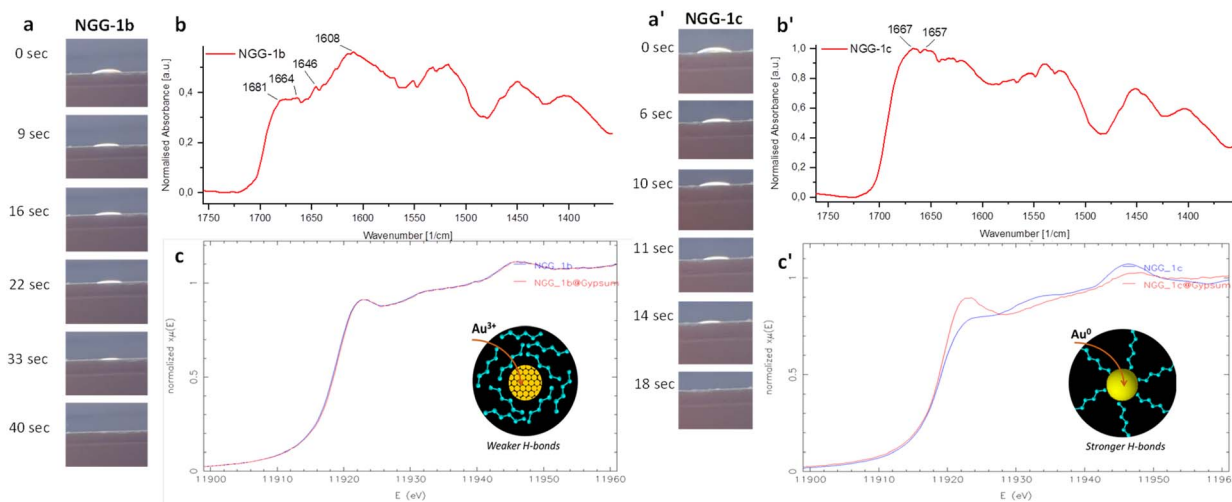 a
NGG-1b
0 sec
9 sec
16 sec
22 sec
33 sec
40 sec
b
NGG-1b
1681
1664
1646
1608
Normalised Absorbance [a.u.]
0,4
0,2
0,0
1750 1700 1650 1600 1550 1500 1450 1400
Wavenumber [1/cm]
c
NGG_1b
NGG_1b@Gypsum
normalized xμ(E)
1
0.5
0
11900 11910 11920 11930 11940 11950 11960
E (eV)
Au³⁺
Weaker H-bonds
a'
NGG-1c
0 sec
6 sec
10 sec
11 sec
14 sec
18 sec
b'
1667
1657
NGG-1c
Normalised Absorbance [a.u.]
1,0
0,8
0,6
0,4
0,2
0,0
1750 1700 1650 1600 1550 1500 1450 1400
Wavenumber [1/cm]
c'
NGG_1c
NGG_1c@Gypsum
normalized xμ(E)
1
0.5
0
11900 11910 11920 11930 11940 11950
E (eV)
Au⁰
Stronger H-bonds